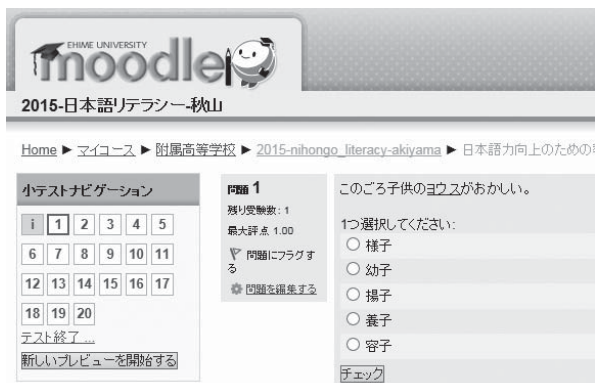 EHIME UNIVERSITY
moodle
2015-日本語リテラシー-秋山
Home ► マイコース ► 附属高等学校 ► 2015-nihongo_literacy-akiyama ► 日本語力向上のための
小テストナビゲーション
i 1 2 3 4 5
6 7 8 9 10 11
12 13 14 15 16 17
18 19 20
テスト終了 ...
新しいプレビューを開始する
問題 1
残り受験数: 1
最大評点 1.00
問題にフラグす
る
問題を編集する
このごろ子供のヨウスがおかしい。
1つ選択してください:
様子
幼子
揚子
養子
容子
チェック